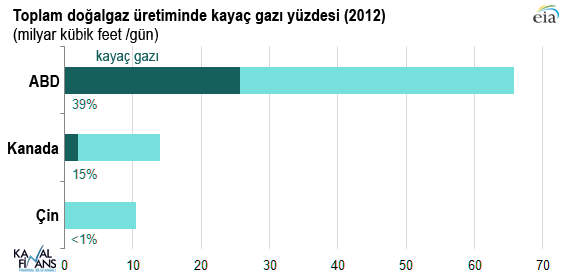 Toplam doğalgaz üretiminde kayaç gazı yüzdesi (2012)
(milyar kübik feet /gün)
eia
kayaç gazı
ABD
39%
Kanada
15%
Çin
<1%
KANAL FİNANS
0 10 20 30 40 50 60 70